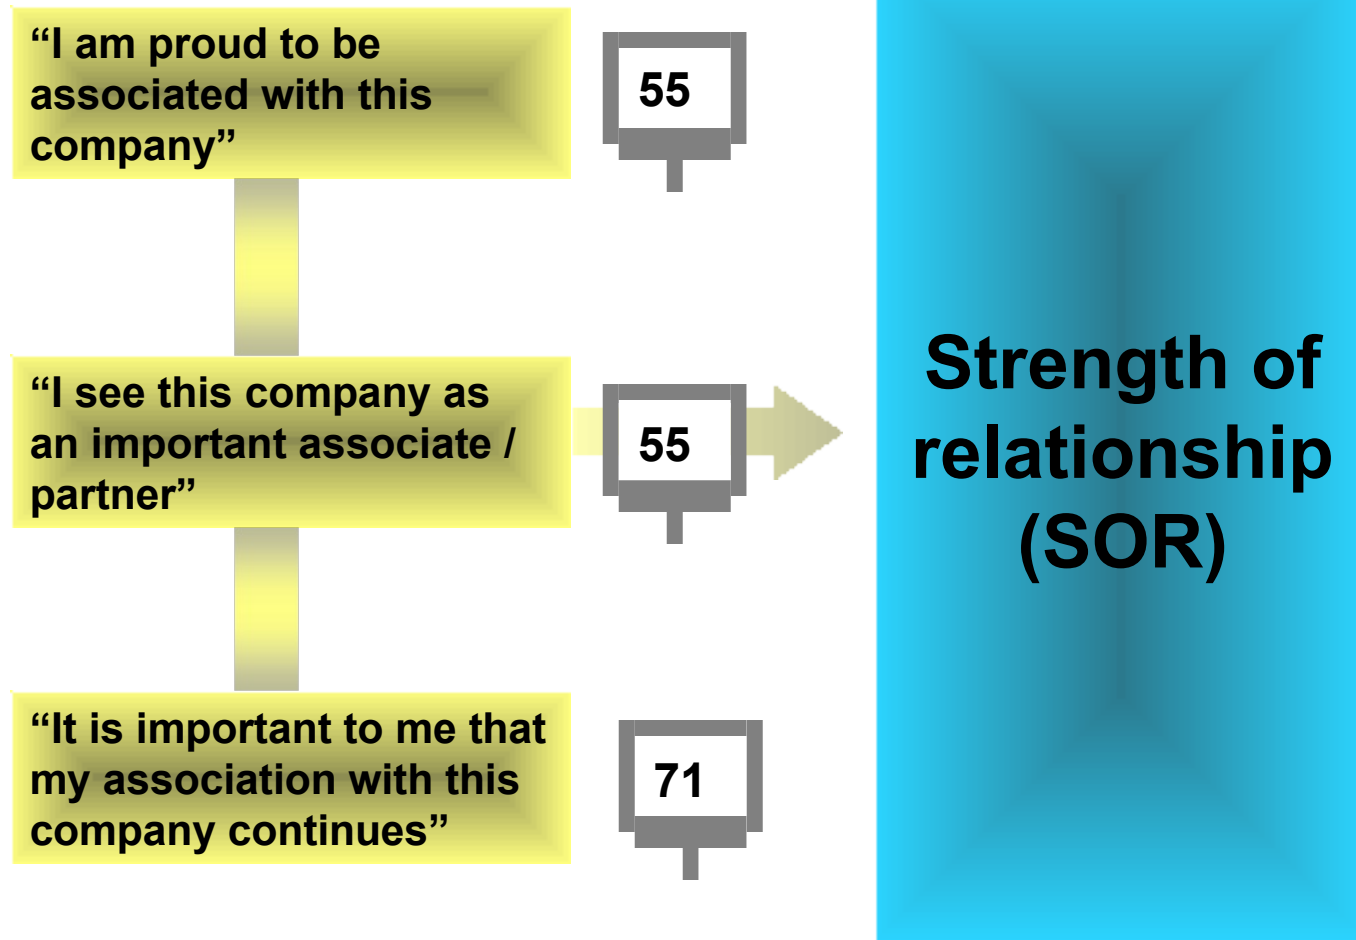 “I am proud to be
associated with this
company”
55
“I see this company as
an important associate /
partner”
55
“It is important to me that
my association with this
company continues”
71
Strength of
relationship
(SOR)